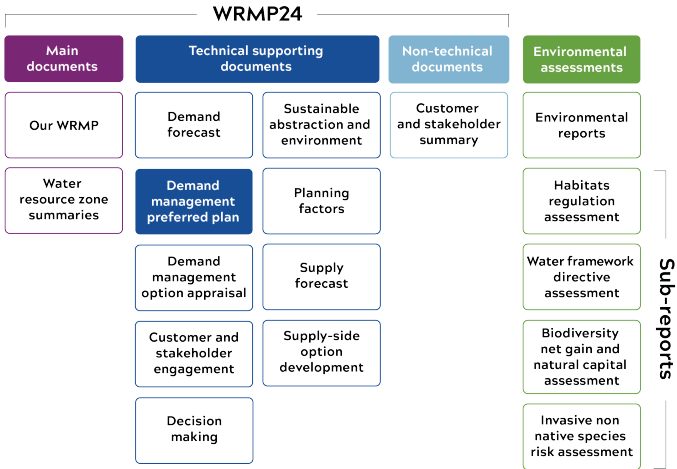 WRMP24
Main
documents
Technical supporting
documents
Non-technical
documents
Environmental
assessments
Our WRMP
Demand
forecast
Sustainable
abstraction and
environment
Customer
and stakeholder
summary
Environmental
reports
Water
resource zone
summaries
Demand
management
preferred plan
Planning
factors
Habitats
regulation
assessment
Demand
management
option appraisal
Supply
forecast
Water framework
directive
assessment
Customer and
stakeholder
engagement
Supply-side
option
development
Biodiversity
net gain and
natural capital
assessment
Decision
making
Invasive non
native species
risk assessment
Sub-reports